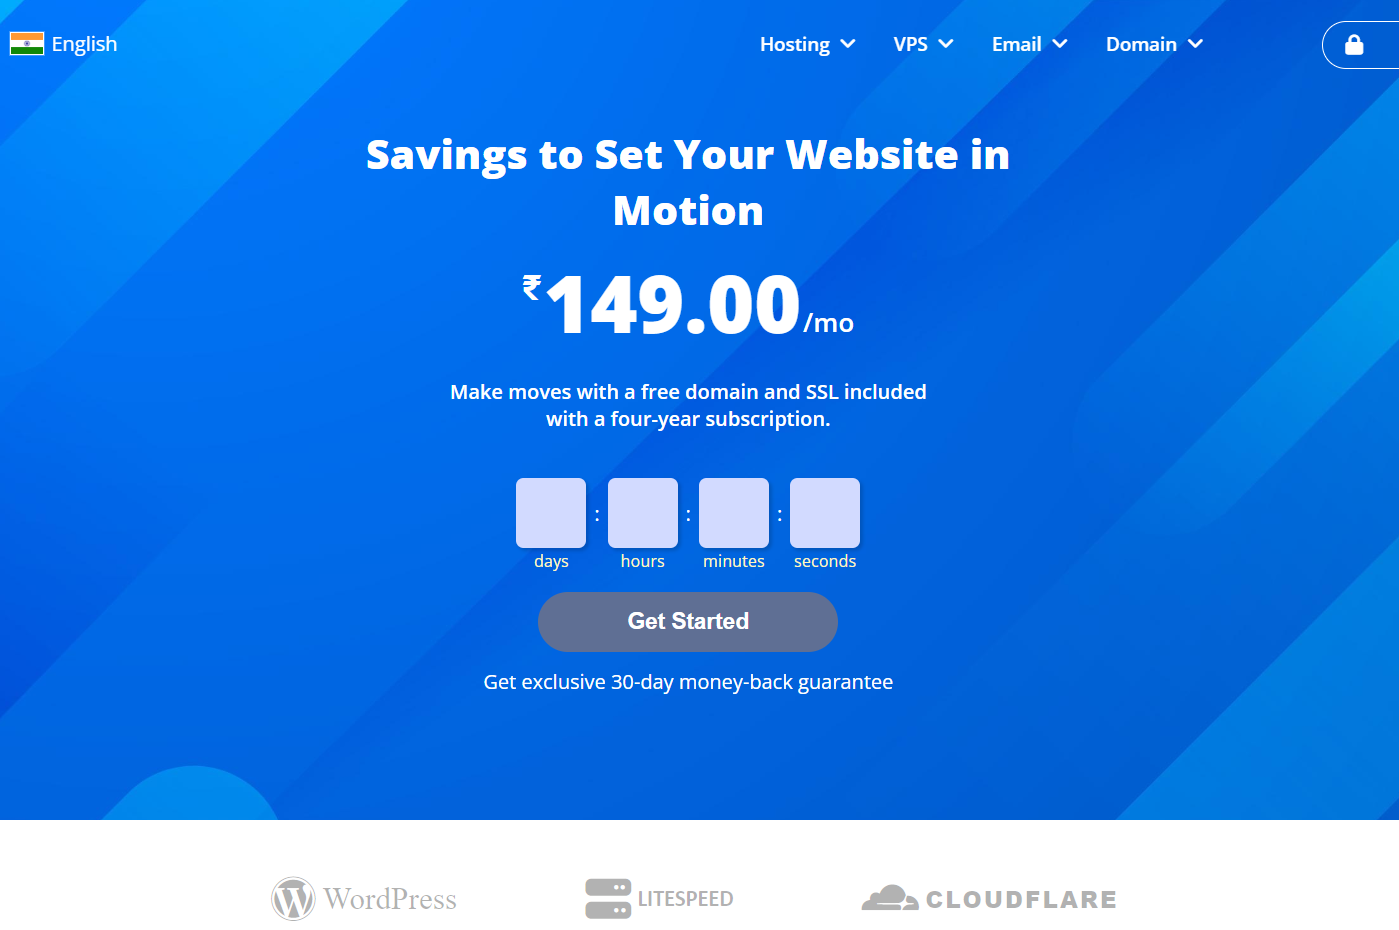 English
Hosting
VPS
Email
Domain
Savings to Set Your Website in
Motion
₹149.00/mo
Make moves with a free domain and SSL included
with a four-year subscription.
: : :
days hours minutes seconds
Get Started
Get exclusive 30-day money-back guarantee
WordPress
LITESPEED
CLOUDFLARE